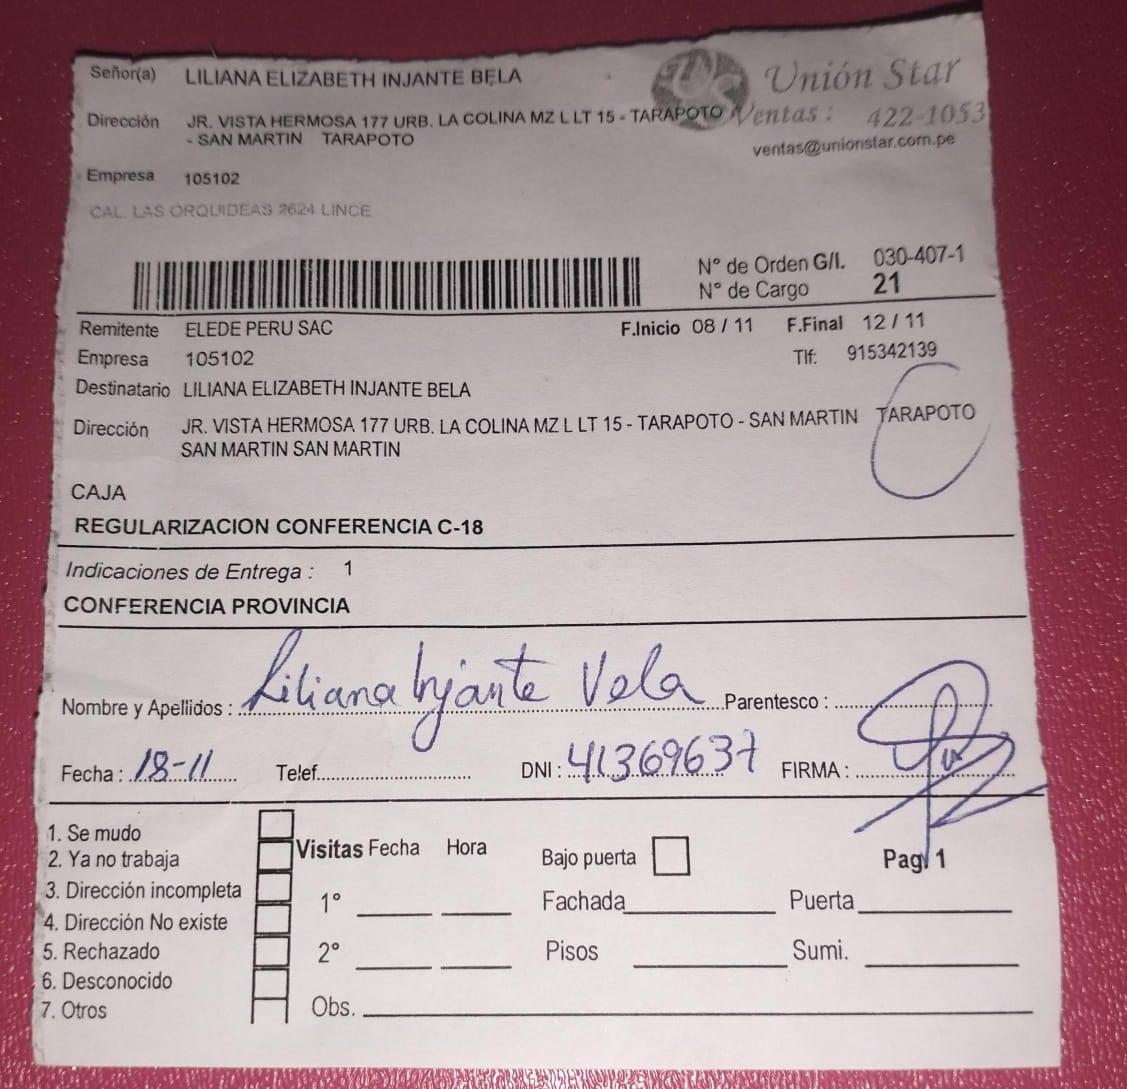 Señor(a) LILIANA ELIZABETH INJANTE BELA
Unión Star
Dirección JR. VISTA HERMOSA 177 URB. LA COLINA MZ L LT 15 - TARAPOTO
- SAN MARTIN TARAPOTO
Ventas : 422-1053
ventas@unionstar.com.pe
Empresa 105102
CAL. LAS ORQUIDEAS 2624 LINCE
N° de Orden G/I. 030-407-1
N° de Cargo 21
Remitente ELEDE PERU SAC F.Inicio 08 / 11 F.Final 12 / 11
Empresa 105102 Tlf: 915342139
Destinatario LILIANA ELIZABETH INJANTE BELA
Dirección JR. VISTA HERMOSA 177 URB. LA COLINA MZ L LT 15 - TARAPOTO - SAN MARTIN TARAPOTO
SAN MARTIN SAN MARTIN
CAJA
REGULARIZACION CONFERENCIA C-18
Indicaciones de Entrega : 1
CONFERENCIA PROVINCIA
Nombre y Apellidos : Liliana Injante Vela Parentesco :
Fecha : 18-11 Telef. DNI : 41369637 FIRMA :
1. Se mudo
2. Ya no trabaja
3. Dirección incompleta
4. Dirección No existe
5. Rechazado
6. Desconocido
7. Otros
Visitas Fecha Hora
1°
2°
Obs.
Bajo puerta Pag. 1
Fachada Puerta
Pisos Sumi.